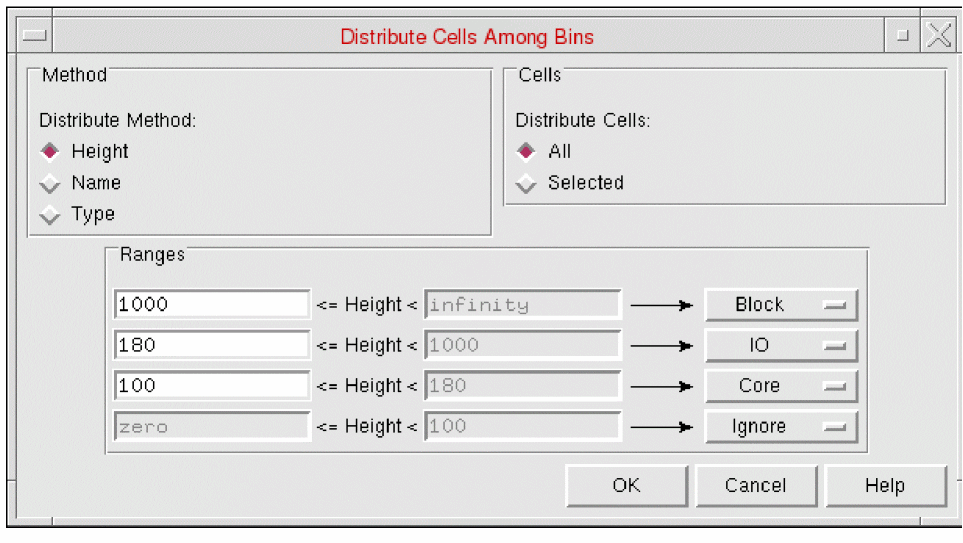 Distribute Cells Among Bins
Method
Distribute Method:
Height
Name
Type
Cells
Distribute Cells:
All
Selected
Ranges
1000 <= Height < infinity Block
180 <= Height < 1000 IO
100 <= Height < 180 Core
zero <= Height < 100 Ignore
OK Cancel Help